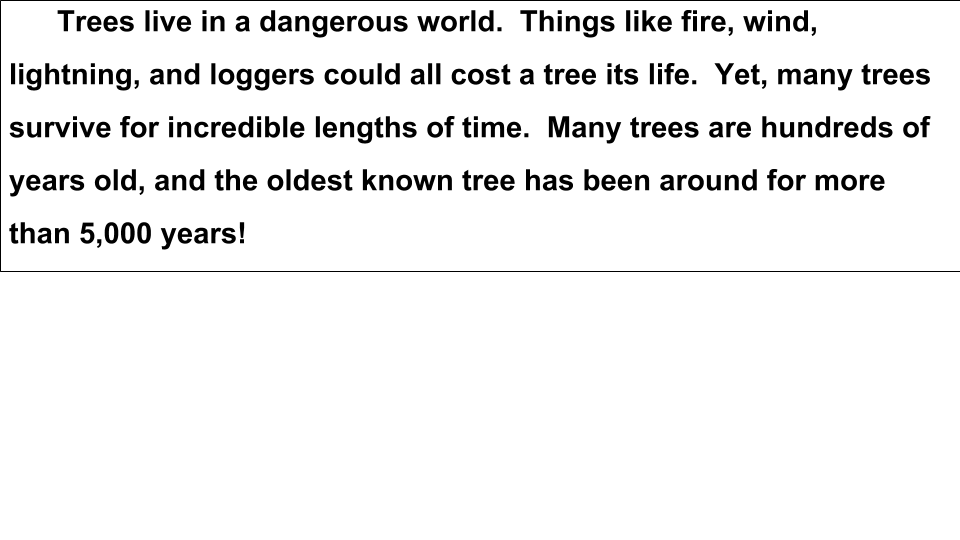 Trees live in a dangerous world.  Things like fire, wind,
lightning, and loggers could all cost a tree its life.  Yet, many trees
survive for incredible lengths of time.  Many trees are hundreds of
years old, and the oldest known tree has been around for more
than 5,000 years!